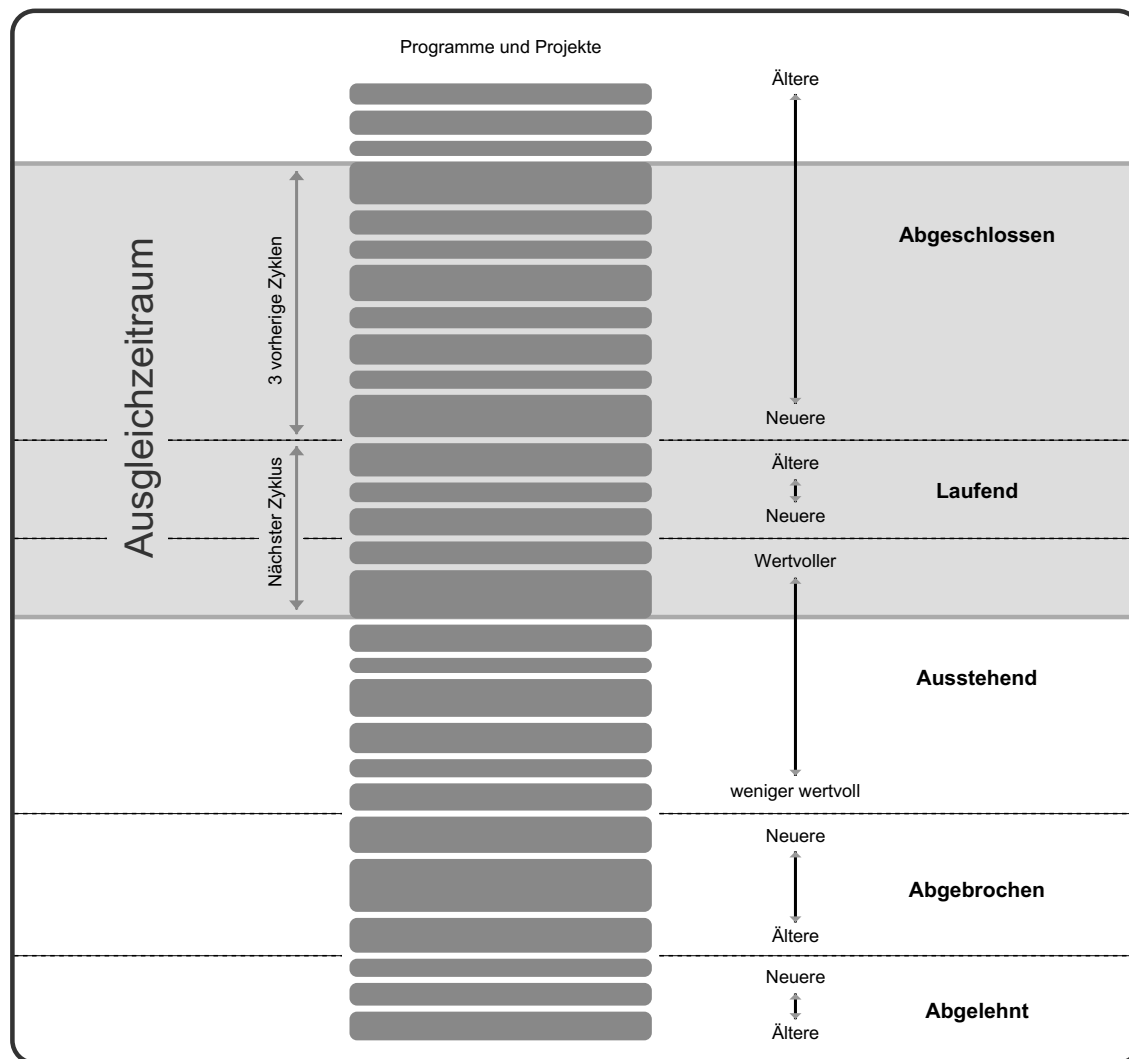 Programme und Projekte
Ältere
Abgeschlossen
Ausgleichzeitraum
3 vorherige Zyklen
Neuere
Ältere
Laufend
Neuere
Nächster Zyklus
Wertvoller
Ausstehend
weniger wertvoll
Neuere
Abgebrochen
Ältere
Neuere
Abgelehnt
Ältere